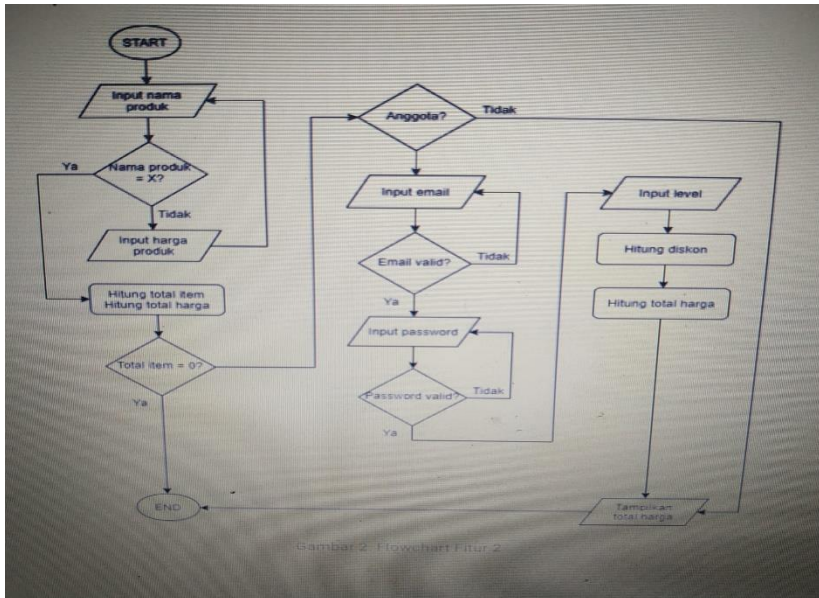 START
Input nama
produk
Ya
Nama produk
= X?
Tidak
Input harga
produk
Hitung total item
Hitung total harga
Total item = 0?
Ya
END
Anggota?
Tidak
Input email
Email valid?
Tidak
Ya
Input password
Password valid?
Tidak
Ya
Input level
Hitung diskon
Hitung total harga
Tampilkan
total harga
Gambar 2. Flowchart Fitur 2